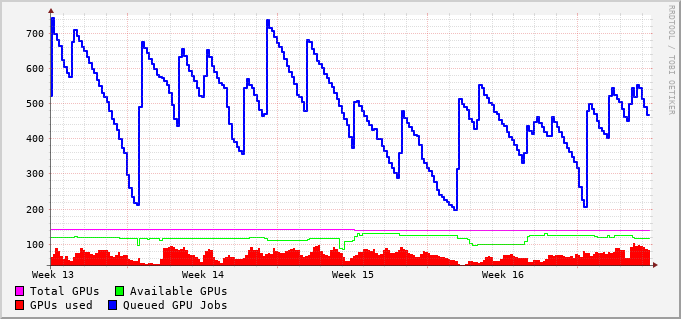 RRDTOOL / TOBI OETIKER
700
600
500
400
300
200
100
Week 13 Week 14 Week 15 Week 16
Total GPUs Available GPUs
GPUs used Queued GPU Jobs